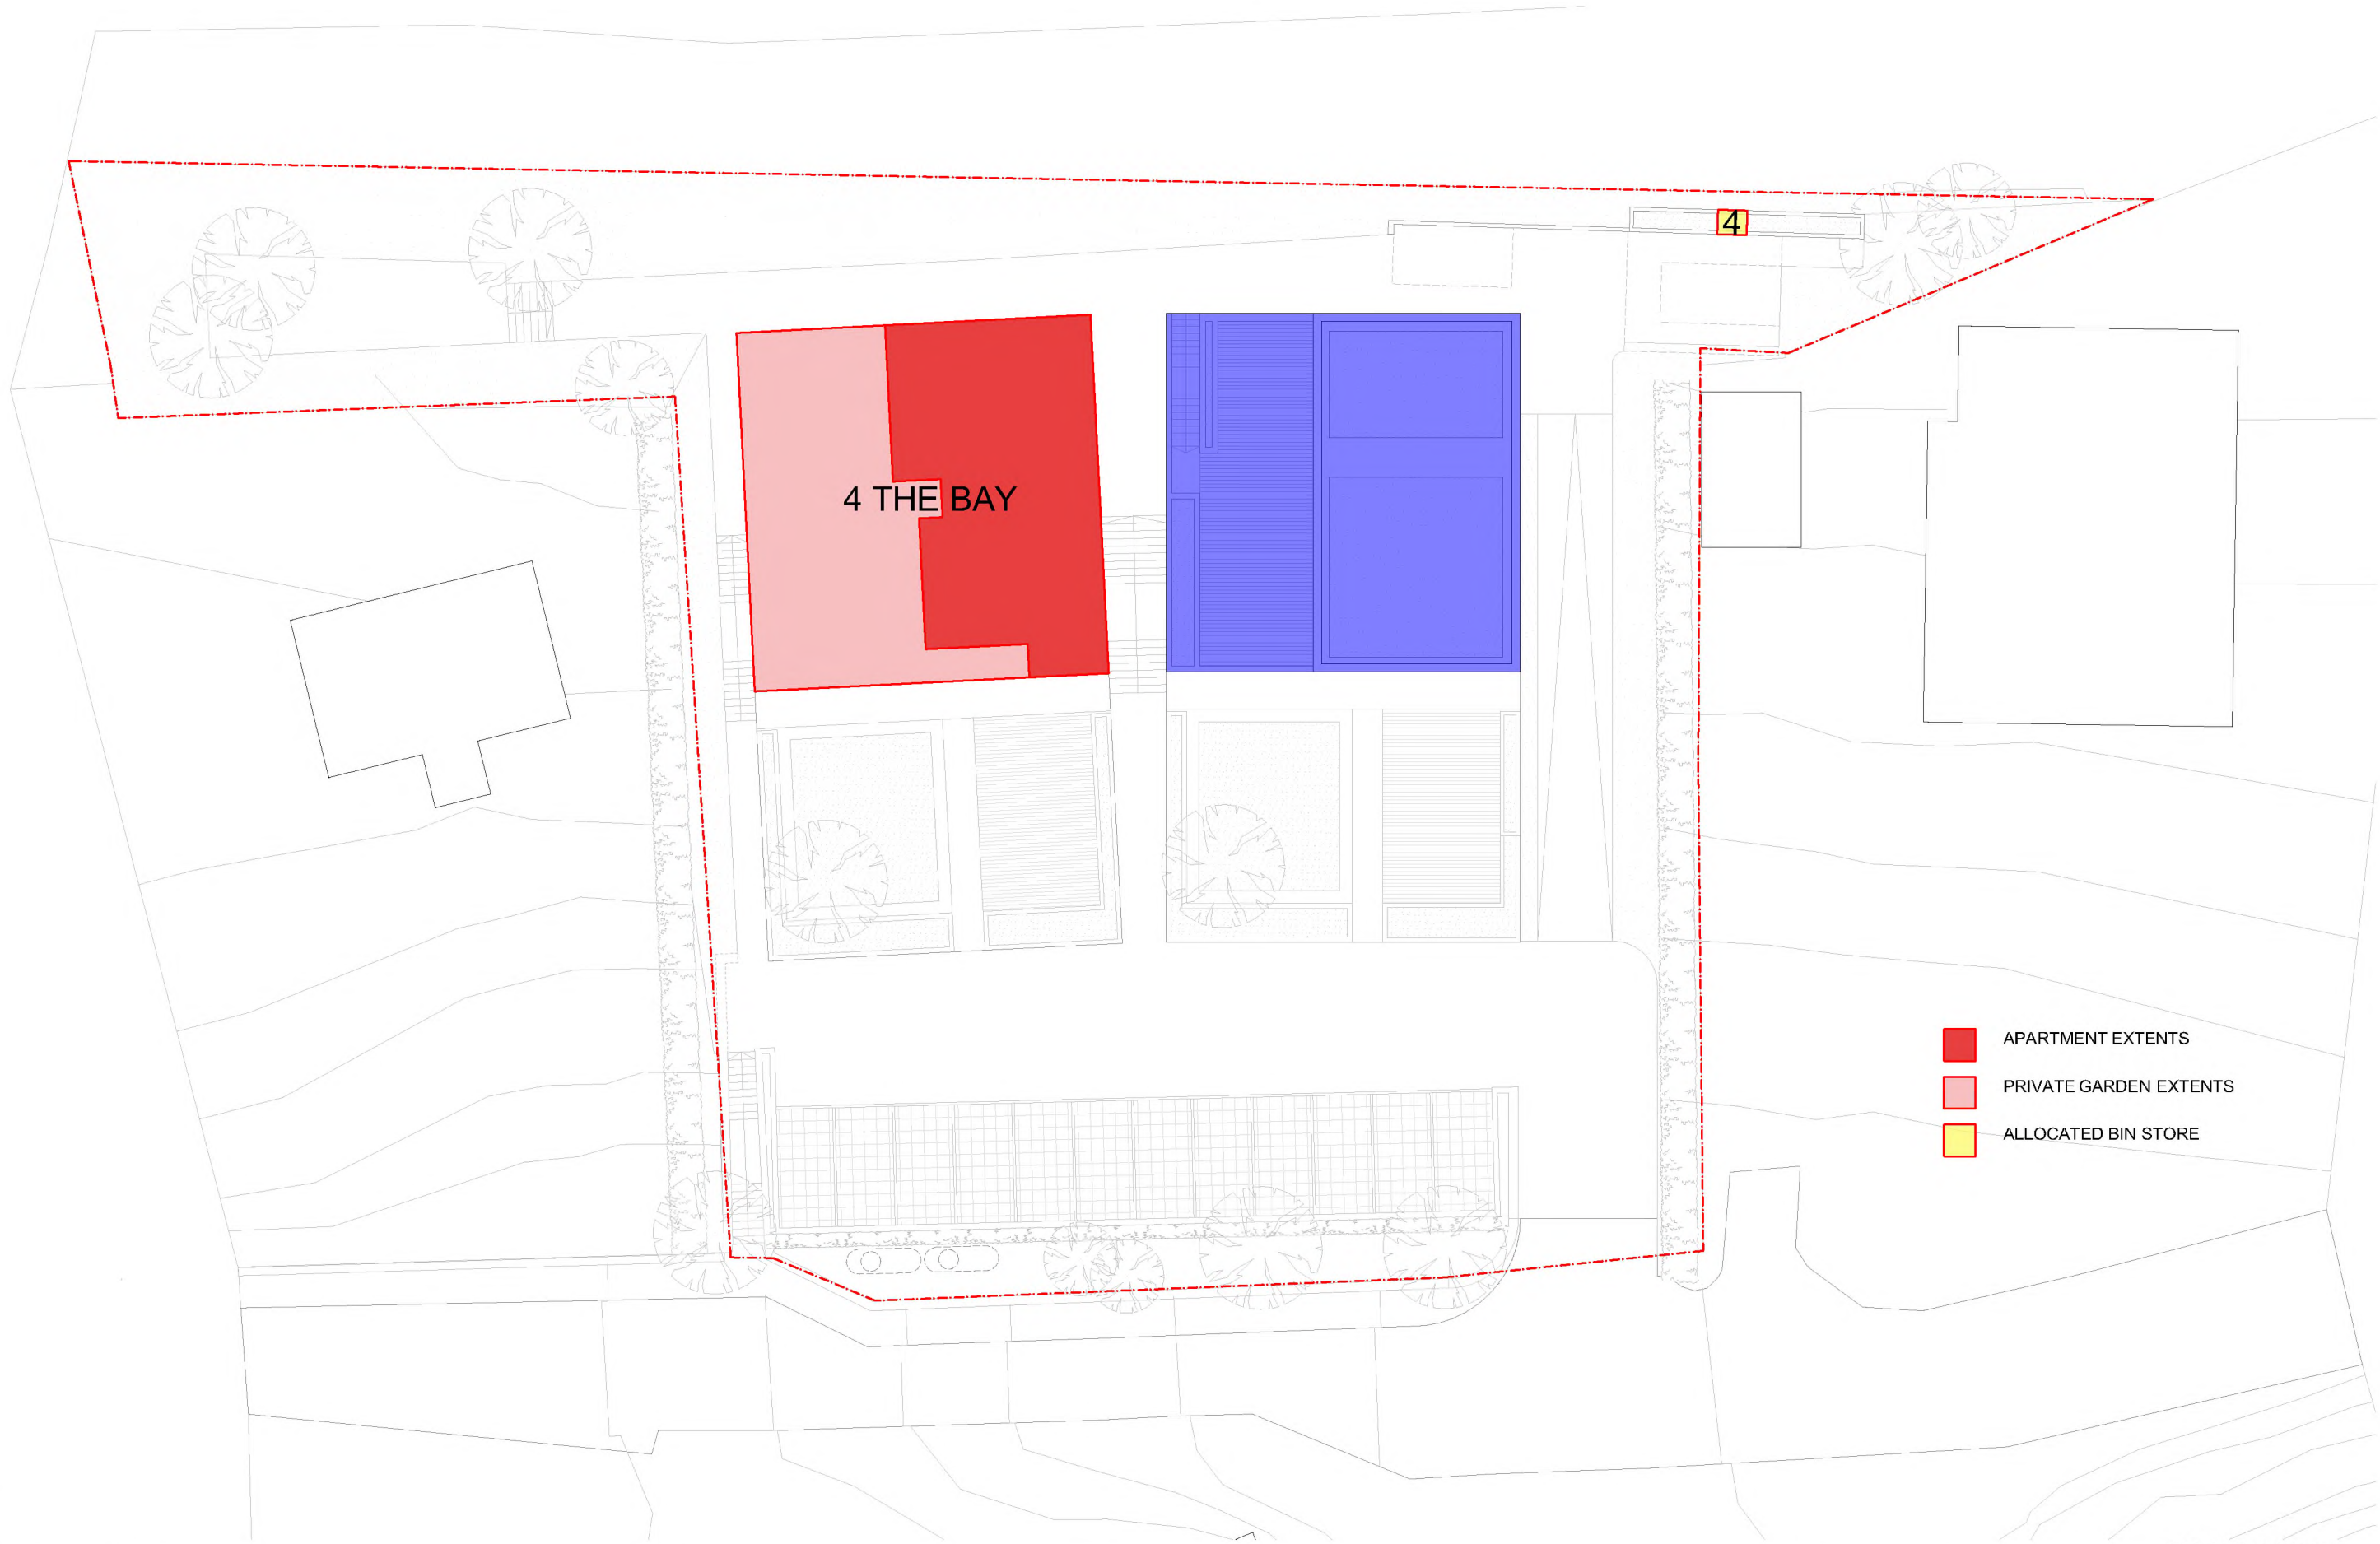 4
4 THE BAY
APARTMENT EXTENTS
PRIVATE GARDEN EXTENTS
ALLOCATED BIN STORE